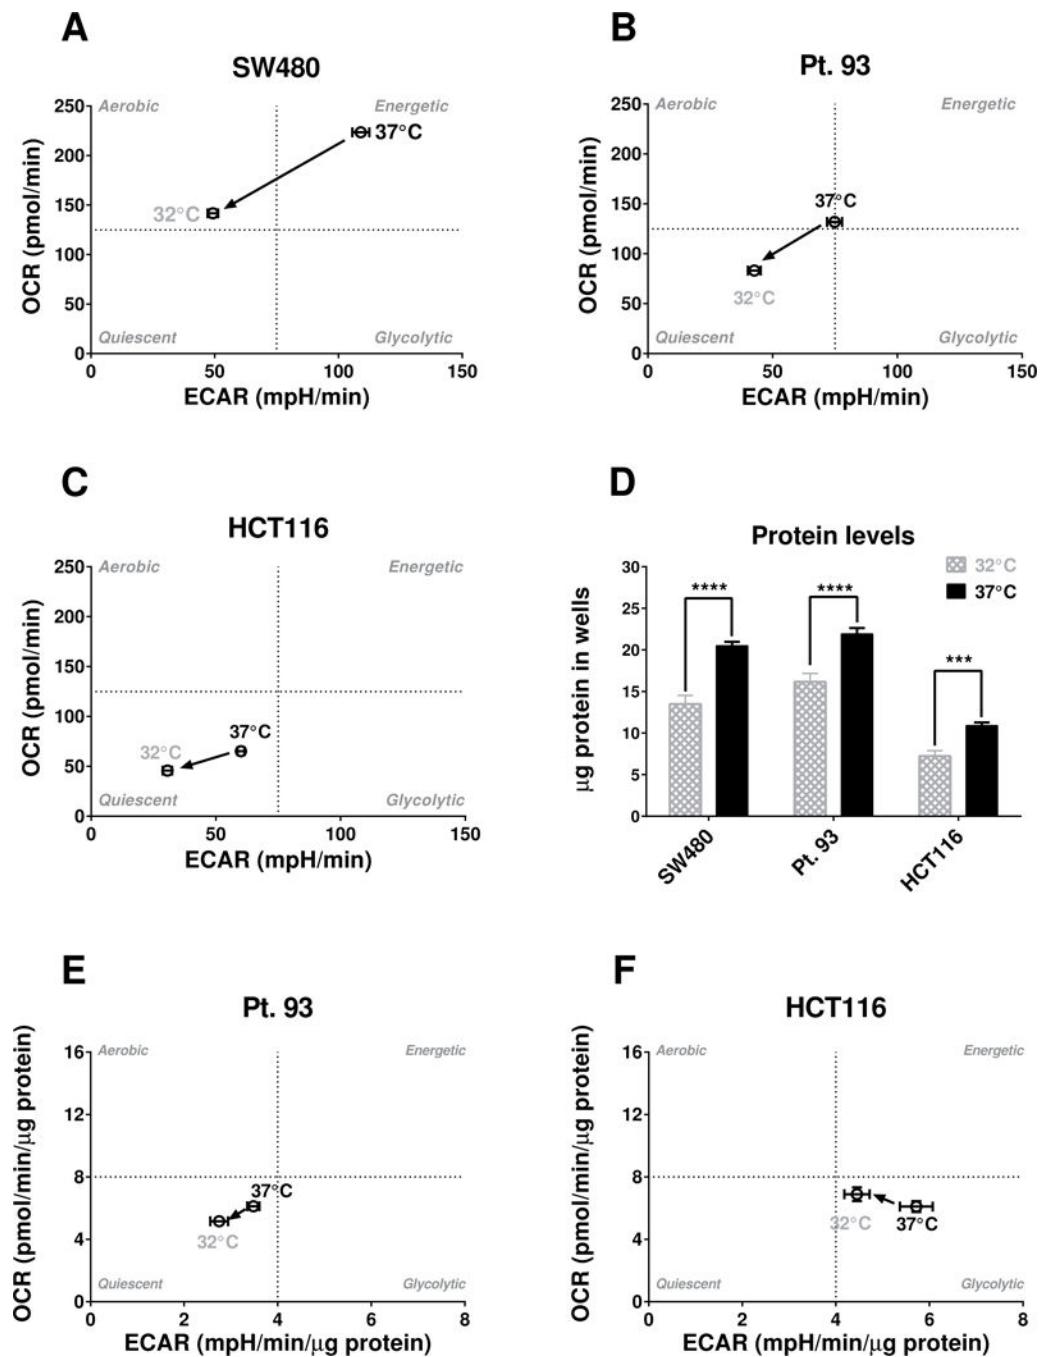 A
SW480
Aerobic
Energetic
250
200
150
100
50
0
37°C
32°C
Quiescent
Glycolytic
0
50
100
150
OCR (pmol/min)
ECAR (mpH/min)
B
Pt. 93
Aerobic
Energetic
250
200
150
100
50
0
37°C
32°C
Quiescent
Glycolytic
0
50
100
150
OCR (pmol/min)
ECAR (mpH/min)
C
HCT116
Aerobic
Energetic
250
200
150
100
50
0
37°C
32°C
Quiescent
Glycolytic
0
50
100
150
OCR (pmol/min)
ECAR (mpH/min)
D
Protein levels
32°C
37°C
30
25
20
15
10
5
0
****
****
***
µg protein in wells
SW480
Pt. 93
HCT116
E
Pt. 93
Aerobic
Energetic
16
12
8
4
0
37°C
32°C
Quiescent
Glycolytic
0
2
4
6
8
OCR (pmol/min/µg protein)
ECAR (mpH/min/µg protein)
F
HCT116
Aerobic
Energetic
16
12
8
4
0
32°C
37°C
Quiescent
Glycolytic
0
2
4
6
8
OCR (pmol/min/µg protein)
ECAR (mpH/min/µg protein)